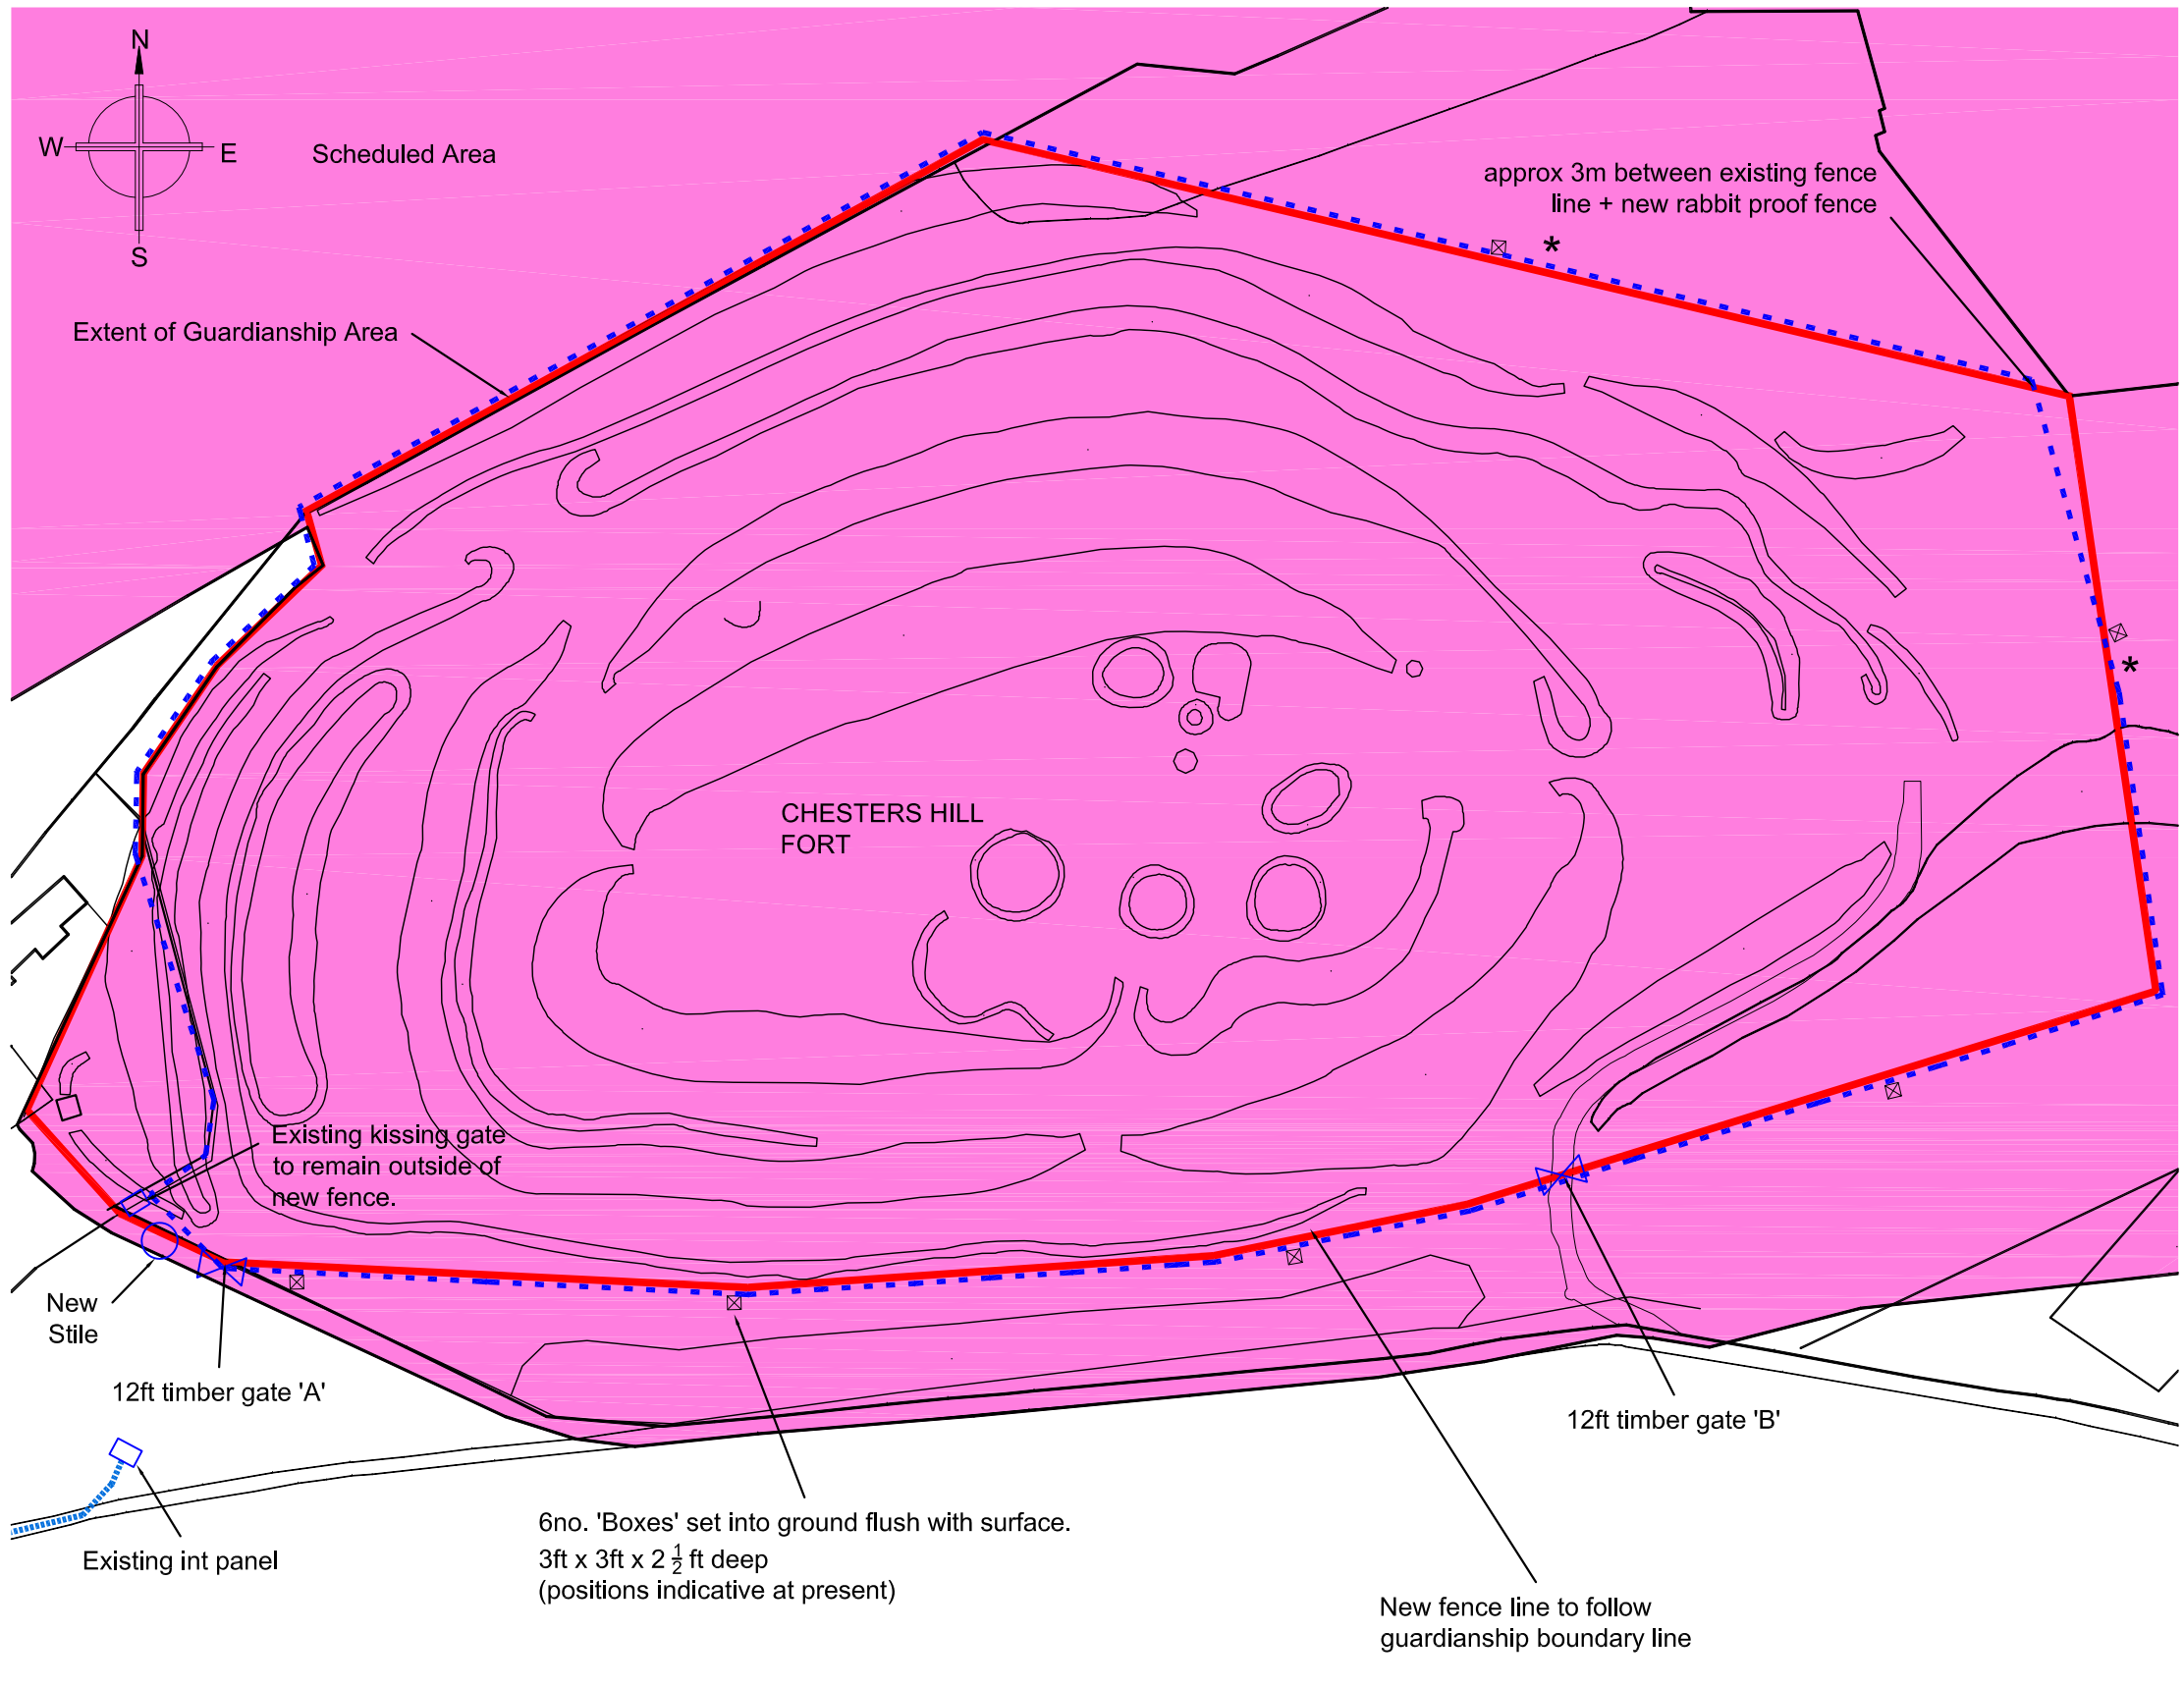 N
W
E
S
Scheduled Area
approx 3m between existing fence
line + new rabbit proof fence
*
Extent of Guardianship Area
*
CHESTERS HILL
FORT
Existing kissing gate
to remain outside of
new fence.
New
Stile
12ft timber gate 'A'
12ft timber gate 'B'
Existing int panel
6no. 'Boxes' set into ground flush with surface.
3ft x 3ft x 2 1/2 ft deep
(positions indicative at present)
New fence line to follow
guardianship boundary line